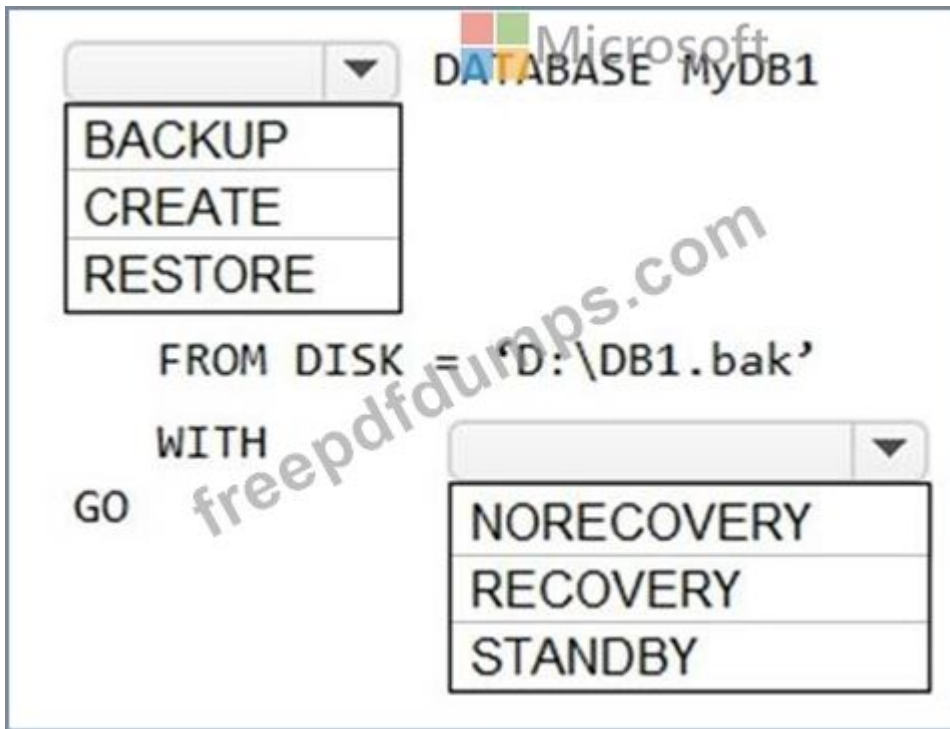 Microsoft
DATABASE MyDB1
BACKUP
CREATE
RESTORE
FROM DISK = ‘D:\DB1.bak’
WITH
GO
NORECOVERY
RECOVERY
STANDBY
freepdfdumps.com